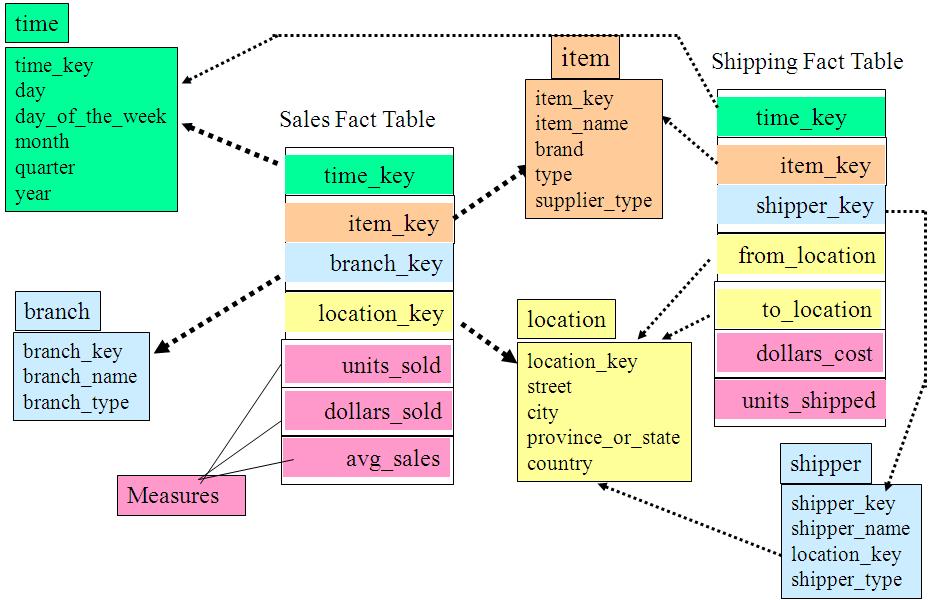 time
time_key
day
day_of_the_week
month
quarter
year
Sales Fact Table
time_key
item_key
branch_key
location_key
units_sold
dollars_sold
avg_sales
Measures
branch
branch_key
branch_name
branch_type
item
item_key
item_name
brand
type
supplier_type
location
location_key
street
city
province_or_state
country
Shipping Fact Table
time_key
item_key
shipper_key
from_location
to_location
dollars_cost
units_shipped
shipper
shipper_key
shipper_name
location_key
shipper_type